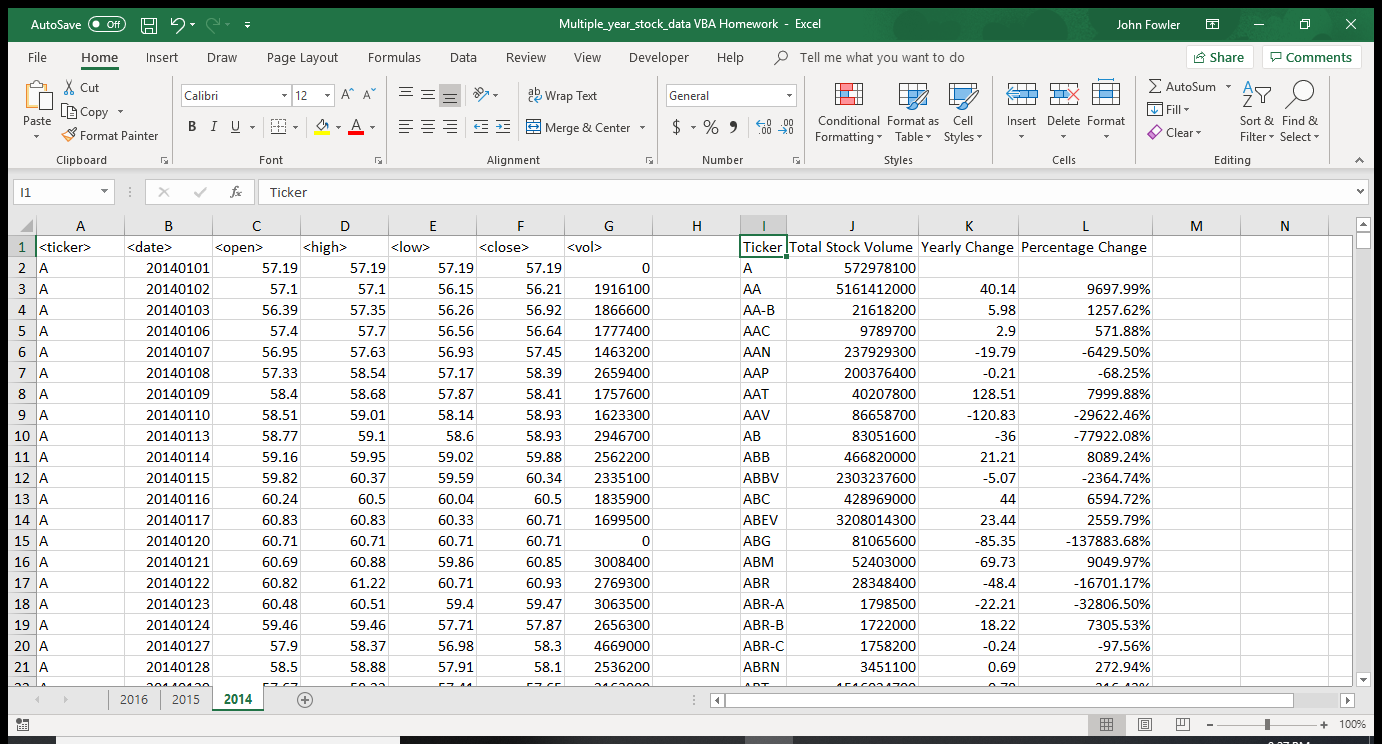 AutoSave Off Multiple_year_stock_data VBA Homework - Excel John Fowler
File Home Insert Draw Page Layout Formulas Data Review View Developer Help Tell me what you want to do Share Comments
Paste Cut Copy Format Painter
Calibri 12 A^ A˅
B I U A
Wrap Text
Merge & Center
General
$ % ,
Conditional Formatting Format as Table Cell Styles
Insert Delete Format
AutoSum Fill Clear
Sort & Filter Find & Select
Clipboard Font Alignment Number Styles Cells Editing
I1 fx Ticker
A B C D E F G H I J K L M N
1 <ticker> <date> <open> <high> <low> <close> <vol> Ticker Total Stock Volume Yearly Change Percentage Change
2 A 20140101 57.19 57.19 57.19 57.19 0 A 572978100
3 A 20140102 57.1 57.1 56.15 56.21 1916100 AA 5161412000 40.14 9697.99%
4 A 20140103 56.39 57.35 56.26 56.92 1866600 AA-B 21618200 5.98 1257.62%
5 A 20140106 57.4 57.7 56.56 56.64 1777400 AAC 9789700 2.9 571.88%
6 A 20140107 56.95 57.63 56.93 57.45 1463200 AAN 237929300 -19.79 -6429.50%
7 A 20140108 57.33 58.54 57.17 58.39 2659400 AAP 200376400 -0.21 -68.25%
8 A 20140109 58.4 58.68 57.87 58.41 1757600 AAT 40207800 128.51 7999.88%
9 A 20140110 58.51 59.01 58.14 58.93 1623300 AAV 86658700 -120.83 -29622.46%
10 A 20140113 58.77 59.1 58.6 58.93 2946700 AB 83051600 -36 -77922.08%
11 A 20140114 59.16 59.95 59.02 59.88 2562200 ABB 466820000 21.21 8089.24%
12 A 20140115 59.82 60.37 59.59 60.34 2335100 ABBV 2303237600 -5.07 -2364.74%
13 A 20140116 60.24 60.5 60.04 60.5 1835900 ABC 428969000 44 6594.72%
14 A 20140117 60.83 60.83 60.33 60.71 1699500 ABEV 3208014300 23.44 2559.79%
15 A 20140120 60.71 60.71 60.71 60.71 0 ABG 81065600 -85.35 -137883.68%
16 A 20140121 60.69 60.88 59.86 60.85 3008400 ABM 52403000 69.73 9049.97%
17 A 20140122 60.82 61.22 60.71 60.93 2769300 ABR 28348400 -48.4 -16701.17%
18 A 20140123 60.48 60.51 59.4 59.47 3063500 ABR-A 1798500 -22.21 -32806.50%
19 A 20140124 59.46 59.46 57.71 57.87 2656300 ABR-B 1722000 18.22 7305.53%
20 A 20140127 57.9 58.37 56.98 58.3 4669000 ABR-C 1758200 -0.24 -97.56%
21 A 20140128 58.5 58.88 57.91 58.1 2536200 ABRN 3451100 0.69 272.94%
2016 2015 2014
100%